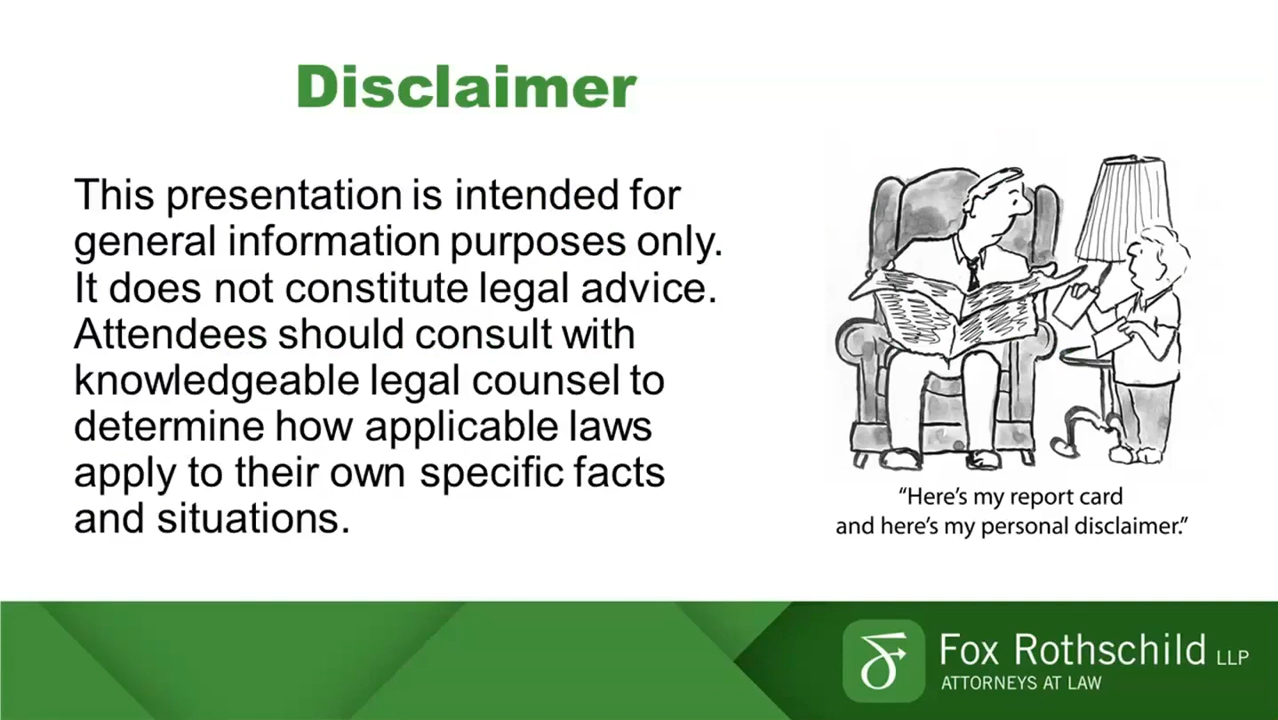 Disclaimer
This presentation is intended for
general information purposes only.
It does not constitute legal advice.
Attendees should consult with
knowledgeable legal counsel to
determine how applicable laws
apply to their own specific facts
and situations.
“Here’s my report card
and here’s my personal disclaimer.”
Fox Rothschild LLP
ATTORNEYS AT LAW